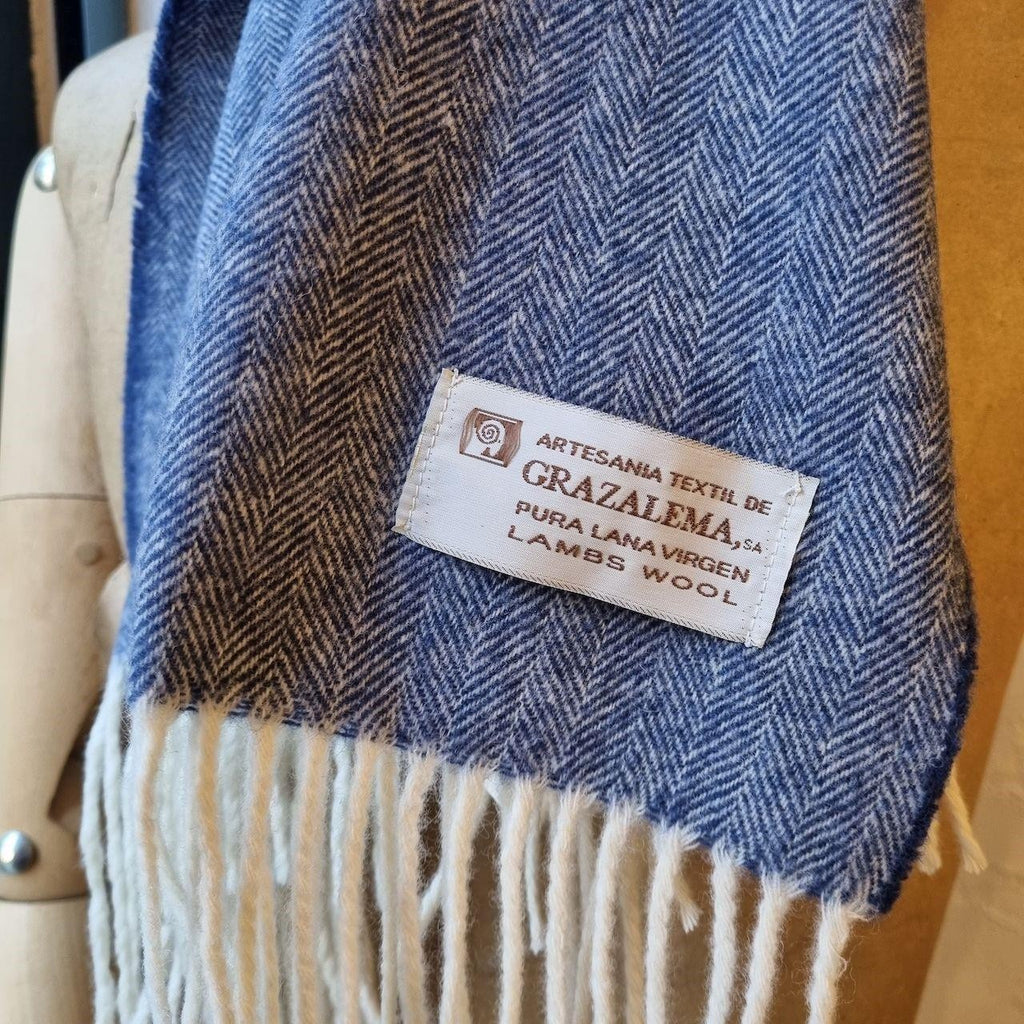 ARTESANIA TEXTIL DE
GRAZALEMA, SA
PURA LANA VIRGEN
LAMBS WOOL